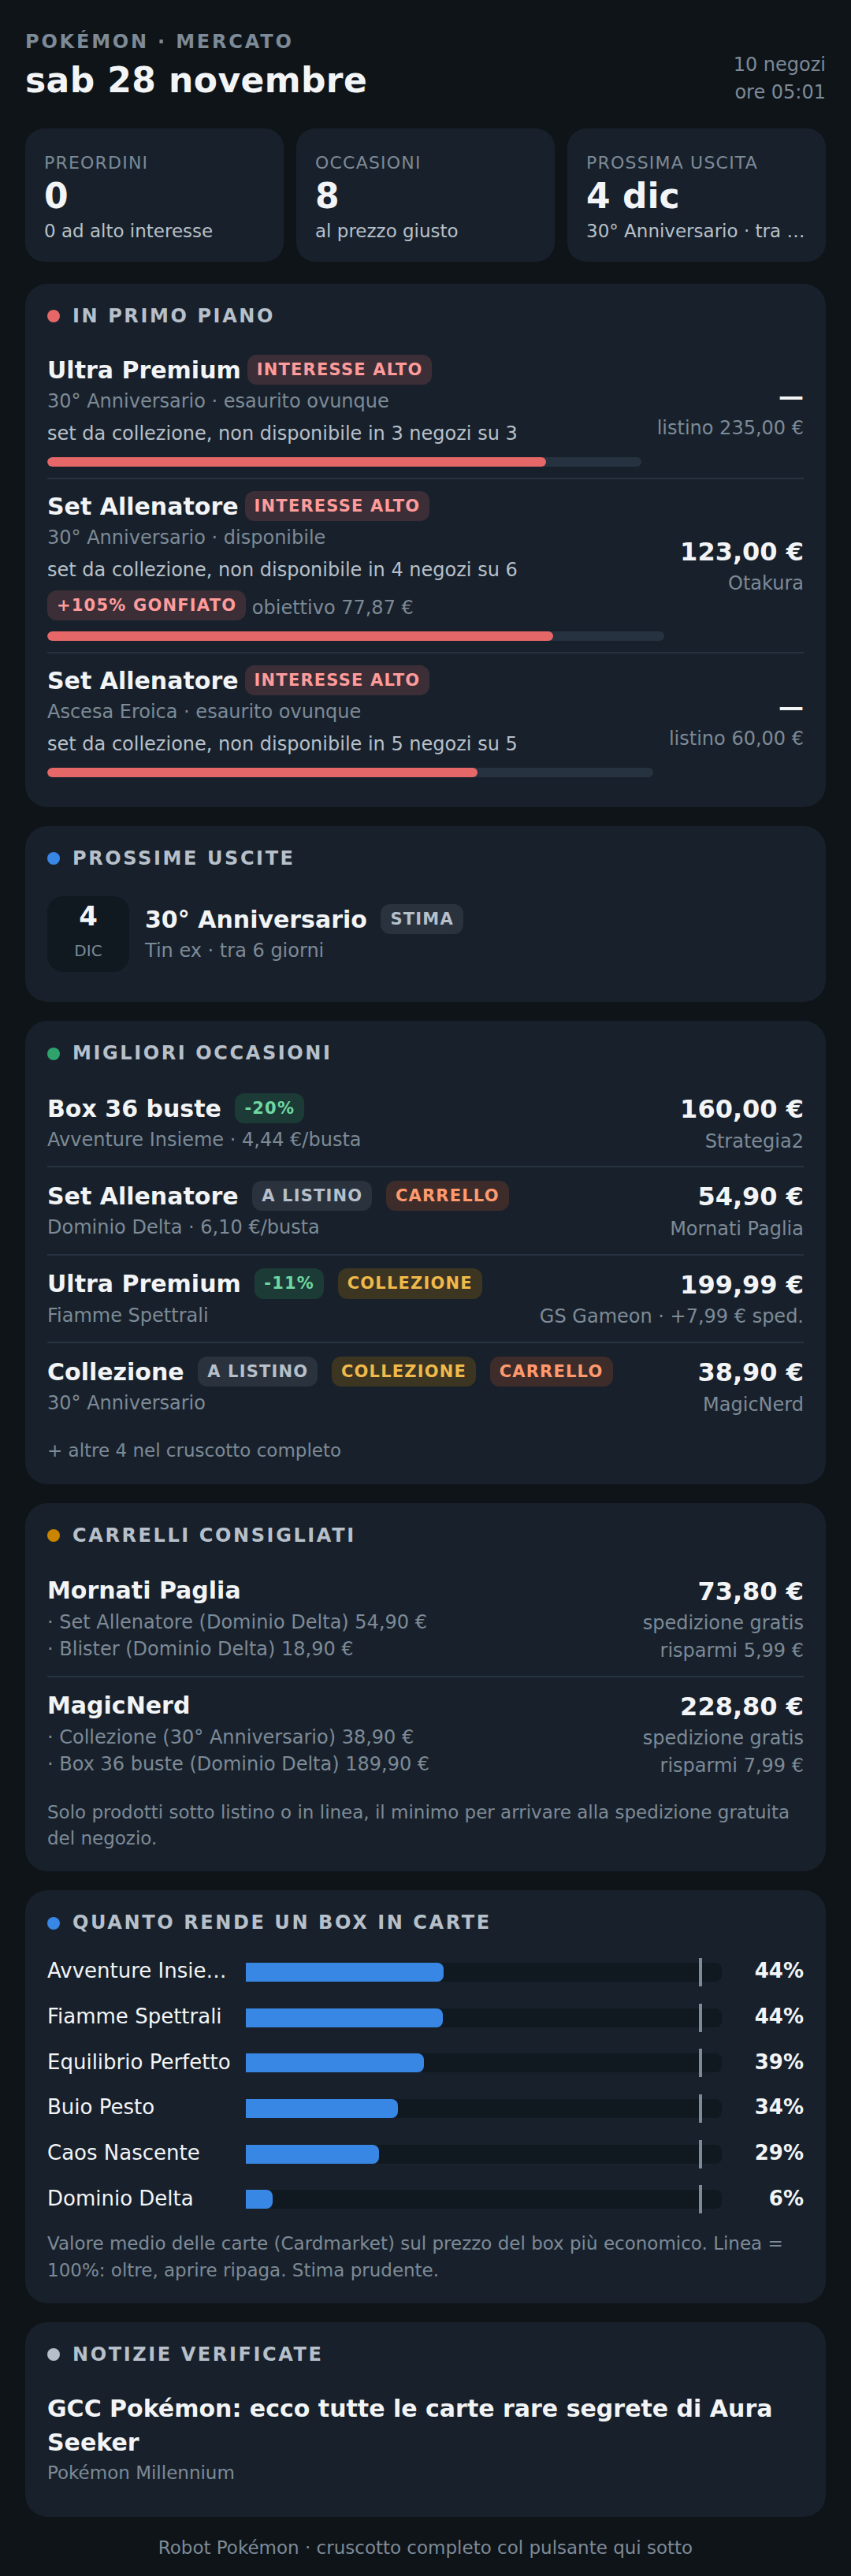 POKÉMON · MERCATO
sab 28 novembre
10 negozi
ore 05:01
PREORDINI
0
0 ad alto interesse
OCCASIONI
8
al prezzo giusto
PROSSIMA USCITA
4 dic
30° Anniversario · tra …
IN PRIMO PIANO
Ultra Premium INTERESSE ALTO
30° Anniversario · esaurito ovunque
set da collezione, non disponibile in 3 negozi su 3
—
listino 235,00 €
Set Allenatore INTERESSE ALTO
30° Anniversario · disponibile
set da collezione, non disponibile in 4 negozi su 6
+105% GONFIATO obiettivo 77,87 €
123,00 €
Otakura
Set Allenatore INTERESSE ALTO
Ascesa Eroica · esaurito ovunque
set da collezione, non disponibile in 5 negozi su 5
—
listino 60,00 €
PROSSIME USCITE
4
DIC
30° Anniversario STIMA
Tin ex · tra 6 giorni
MIGLIORI OCCASIONI
Box 36 buste -20%
Avventure Insieme · 4,44 €/busta
160,00 €
Strategia2
Set Allenatore A LISTINO CARRELLO
Dominio Delta · 6,10 €/busta
54,90 €
Mornati Paglia
Ultra Premium -11% COLLEZIONE
Fiamme Spettrali
199,99 €
GS Gameon · +7,99 € sped.
Collezione A LISTINO COLLEZIONE CARRELLO
30° Anniversario
38,90 €
MagicNerd
+ altre 4 nel cruscotto completo
CARRELLI CONSIGLIATI
Mornati Paglia
· Set Allenatore (Dominio Delta) 54,90 €
· Blister (Dominio Delta) 18,90 €
73,80 €
spedizione gratis
risparmi 5,99 €
MagicNerd
· Collezione (30° Anniversario) 38,90 €
· Box 36 buste (Dominio Delta) 189,90 €
228,80 €
spedizione gratis
risparmi 7,99 €
Solo prodotti sotto listino o in linea, il minimo per arrivare alla spedizione gratuita
del negozio.
QUANTO RENDE UN BOX IN CARTE
Avventure Insie… 44%
Fiamme Spettrali 44%
Equilibrio Perfetto 39%
Buio Pesto 34%
Caos Nascente 29%
Dominio Delta 6%
Valore medio delle carte (Cardmarket) sul prezzo del box più economico. Linea =
100%: oltre, aprire ripaga. Stima prudente.
NOTIZIE VERIFICATE
GCC Pokémon: ecco tutte le carte rare segrete di Aura
Seeker
Pokémon Millennium
Robot Pokémon · cruscotto completo col pulsante qui sotto